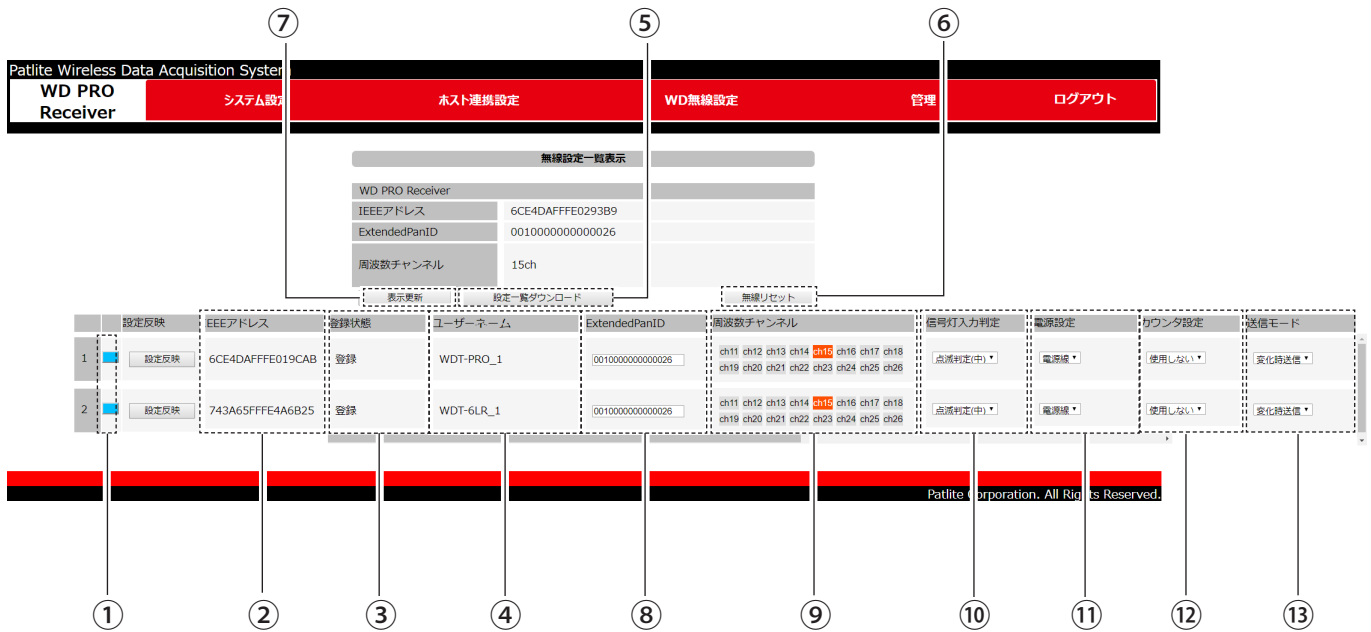 ⑦ ⑤ ⑥
Patlite Wireless Data Acquisition System
WD PRO
Receiver
システム設定 ホスト連携設定 WD無線設定 管理 ログアウト
無線設定一覧表示
WD PRO Receiver
IEEEアドレス 6CE4DAFFFE0293B9
ExtendedPanID 0010000000000026
周波数チャンネル 15ch
表示更新 設定一覧ダウンロード 無線リセット
設定反映 EEEアドレス 登録状態 ユーザーネーム ExtendedPanID 周波数チャンネル 信号灯入力判定 電源設定 カウンタ設定 送信モード
1 設定反映 6CE4DAFFFE019CAB 登録 WDT-PRO_1 0010000000000026 ch11 ch12 ch13 ch14 ch15 ch16 ch17 ch18 点滅判定(中) 電源線 使用しない 変化時送信
ch19 ch20 ch21 ch22 ch23 ch24 ch25 ch26
2 設定反映 743A65FFFE4A6B25 登録 WDT-6LR_1 0010000000000026 ch11 ch12 ch13 ch14 ch15 ch16 ch17 ch18 点滅判定(中) 電源線 使用しない 変化時送信
ch19 ch20 ch21 ch22 ch23 ch24 ch25 ch26
Patlite Corporation. All Rights Reserved.
① ② ③ ④ ⑧ ⑨ ⑩ ⑪ ⑫ ⑬